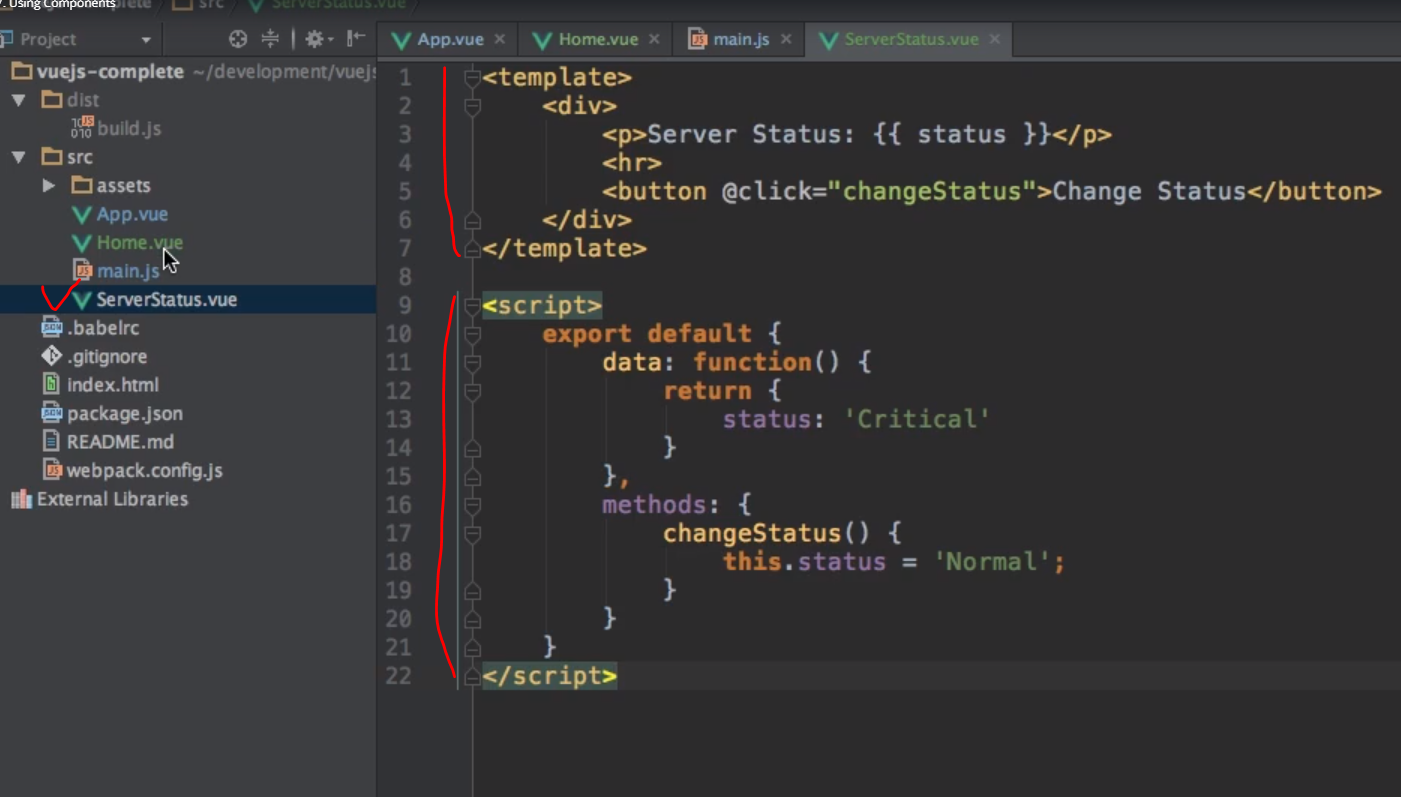 7. Using Components
src
ServerStatus.vue
Project
App.vue
Home.vue
main.js
ServerStatus.vue
vuejs-complete ~/development/vuejs
dist
build.js
src
assets
App.vue
Home.vue
main.js
ServerStatus.vue
.babelrc
.gitignore
index.html
package.json
README.md
webpack.config.js
External Libraries
1 <template>
2 <div>
3 <p>Server Status: {{ status }}</p>
4 <hr>
5 <button @click="changeStatus">Change Status</button>
6 </div>
7 </template>
8
9 <script>
10 export default {
11 data: function() {
12 return {
13 status: 'Critical'
14 }
15 },
16 methods: {
17 changeStatus() {
18 this.status = 'Normal';
19 }
20 }
21 }
22 </script>